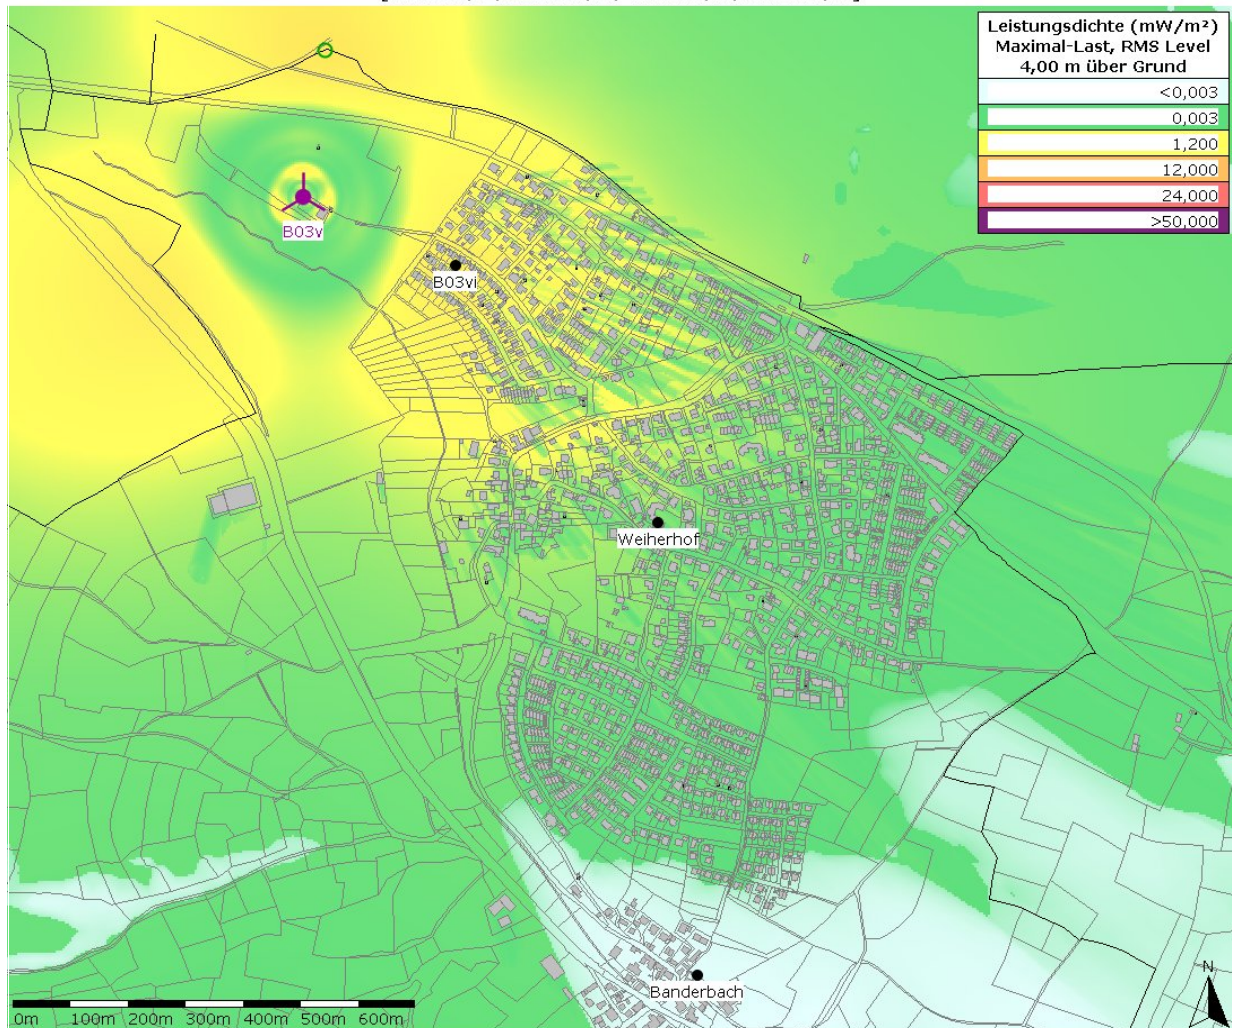 Leistungsdichte (mW/m²)
Maximal-Last, RMS Level
4,00 m über Grund
<0,003
0,003
1,200
12,000
24,000
>50,000
B03v
B03vi
Weiherhof
Banderbach
N
0m 100m 200m 300m 400m 500m 600m